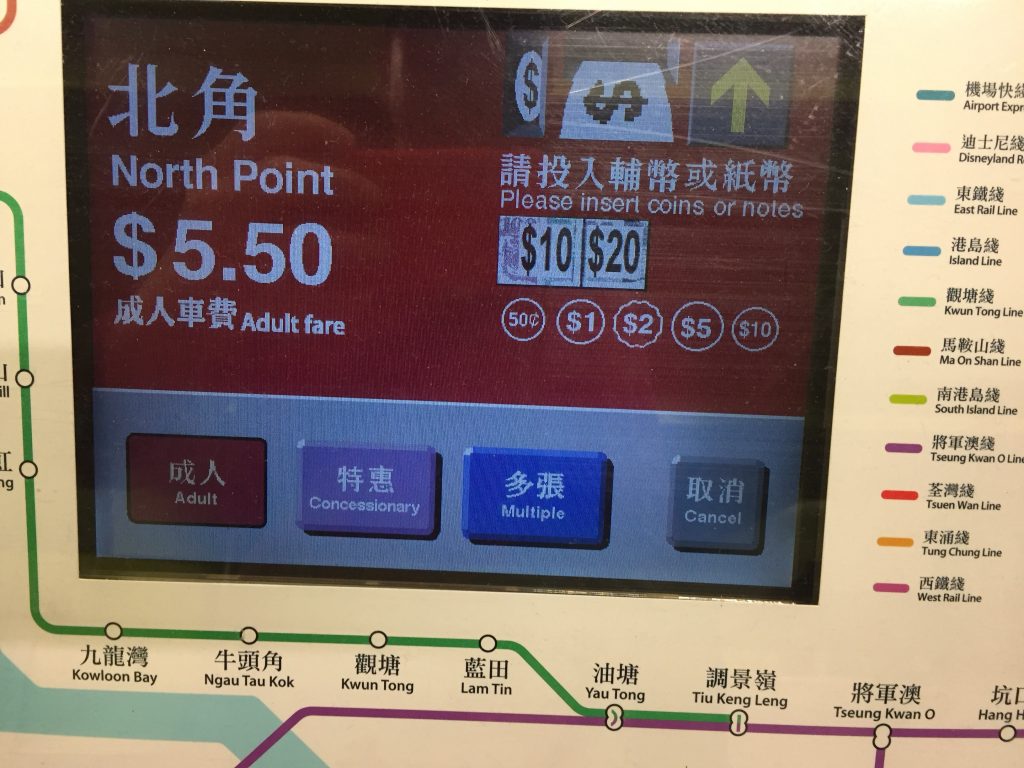 北角
North Point
$5.50
成人車費 Adult fare
$
$
請投入輔幣或紙幣
Please insert coins or notes
$10 $20
50¢ $1 $2 $5 $10
成人
Adult
特惠
Concessionary
多張
Multiple
取消
Cancel
機場快綫
Airport Expr
迪士尼綫
Disneyland R
東鐵綫
East Rail Line
港島綫
Island Line
觀塘綫
Kwun Tong Line
馬鞍山綫
Ma On Shan Line
南港島綫
South Island Line
將軍澳綫
Tseung Kwan O Line
荃灣綫
Tsuen Wan Line
東涌綫
Tung Chung Line
西鐵綫
West Rail Line
九龍灣
Kowloon Bay
牛頭角
Ngau Tau Kok
觀塘
Kwun Tong
藍田
Lam Tin
油塘
Yau Tong
調景嶺
Tiu Keng Leng
將軍澳
Tseung Kwan O
坑口
Hang H